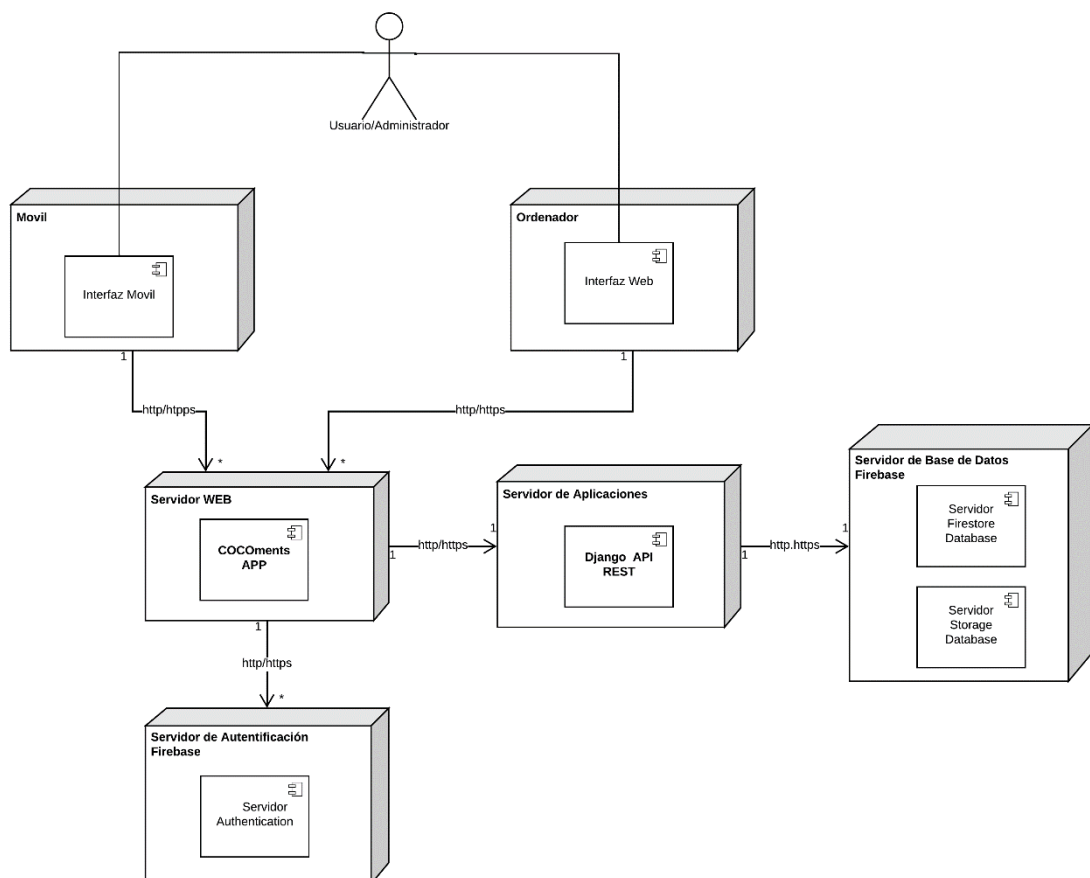 Usuario/Administrador
Movil
Interfaz Movil
1
Ordenador
Interfaz Web
1
http/htpps
*
http/https
*
Servidor WEB
COCOments
APP
1
http/https
1
Servidor de Aplicaciones
Django API
REST
1
http.https
1
Servidor de Base de Datos
Firebase
Servidor
Firestore
Database
Servidor
Storage
Database
1
http/https
*
Servidor de Autentificación
Firebase
Servidor
Authentication